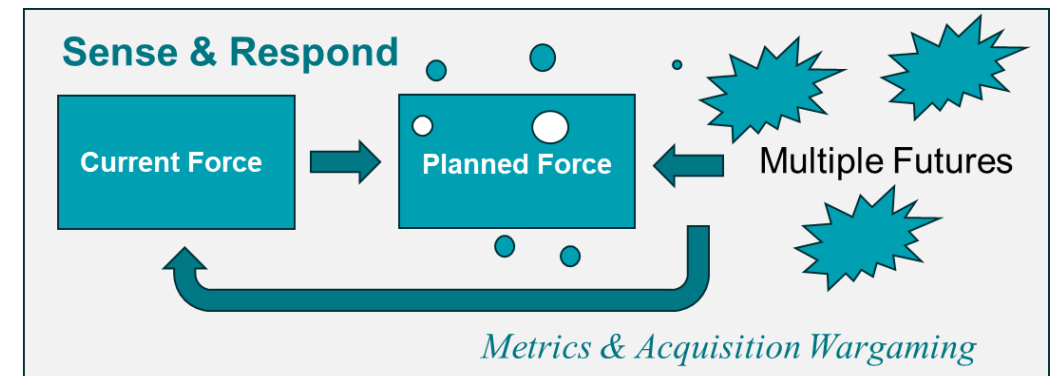 Sense & Respond
Current Force
Planned Force
Multiple Futures
Metrics & Acquisition Wargaming